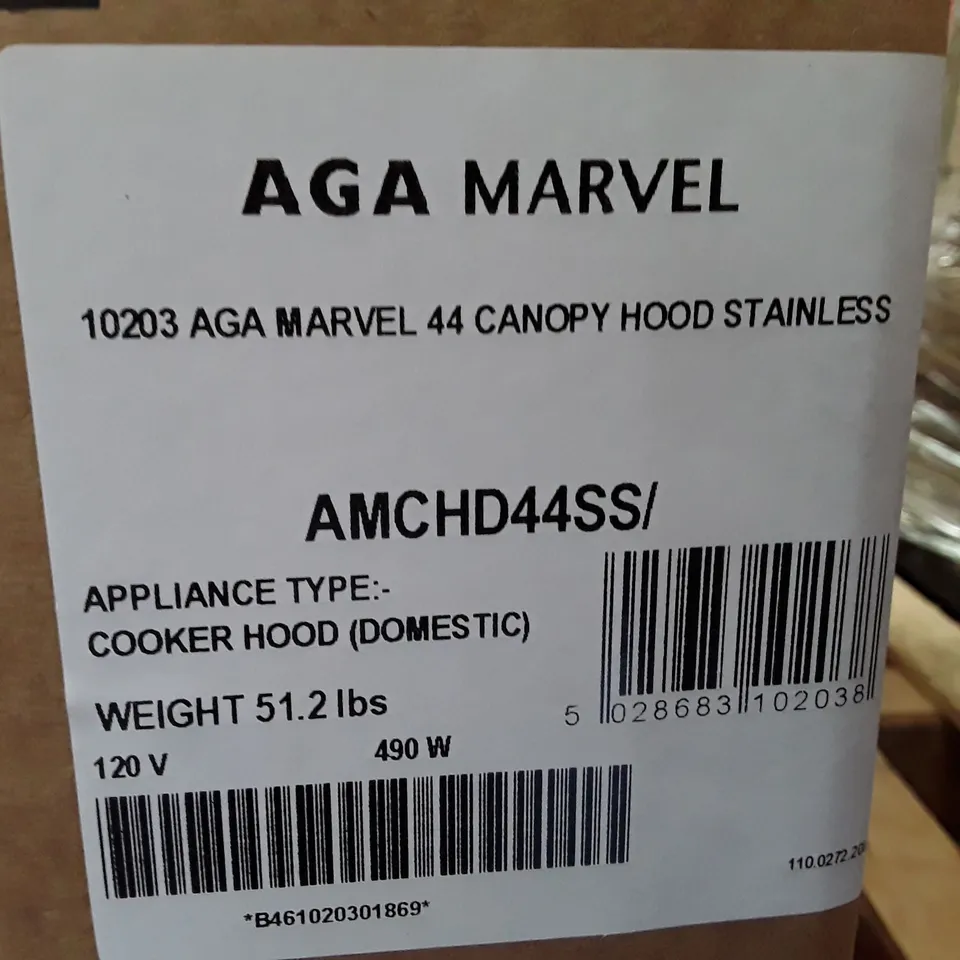 AGA MARVEL
10203 AGA MARVEL 44 CANOPY HOOD STAINLESS
AMCHD44SS/
APPLIANCE TYPE:-
COOKER HOOD (DOMESTIC)
WEIGHT 51.2 lbs
5 028683 102038
120 V 490 W
*B461020301869*